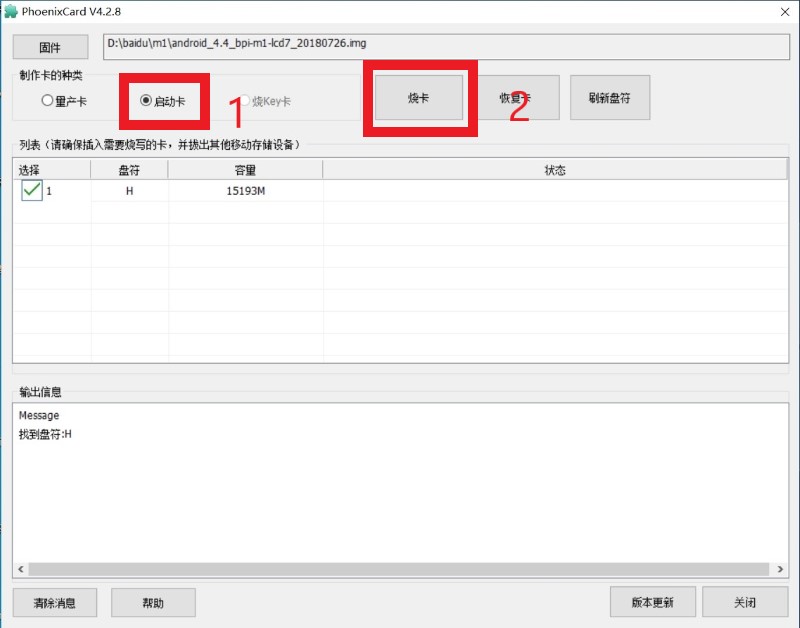 PhoenixCard V4.2.8
固件 D:\baidu\m1\android_4.4_bpi-m1-lcd7_20180726.img
制作卡的种类
量产卡 启动卡 1 烧Key卡 烧卡 恢复卡 2 刷新盘符
列表（请确保插入需要烧写的卡，并拔出其他移动存储设备）
选择 盘符 容量 状态
1 H 15193M
输出信息
Message
找到盘符:H
清除消息 帮助 版本更新 关闭